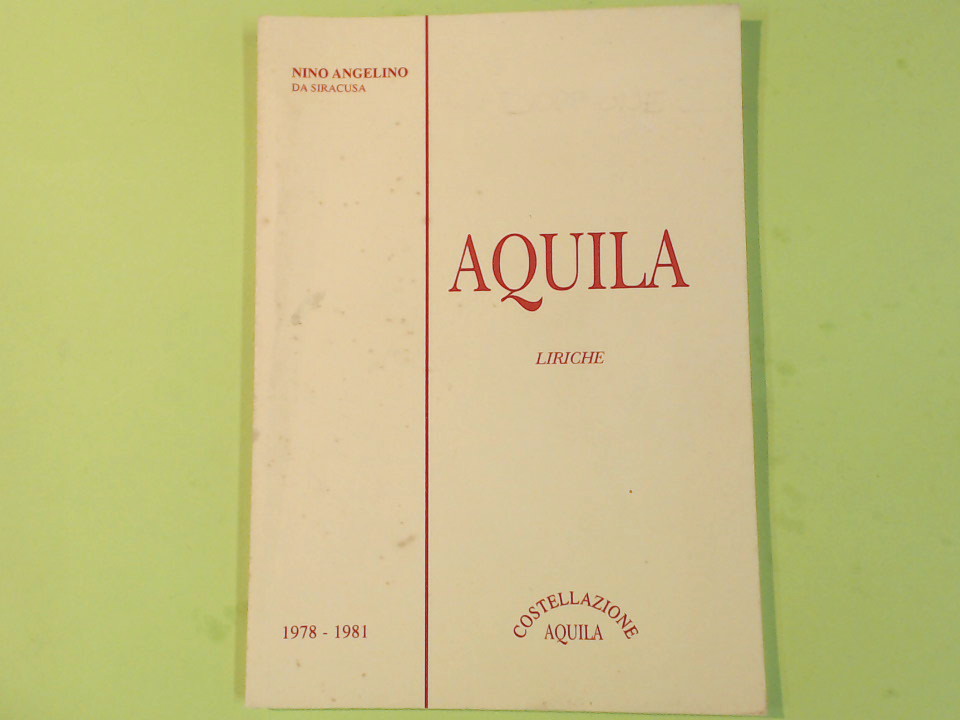 NINO ANGELINO
DA SIRACUSA
AQUILA
LIRICHE
1978 - 1981
COSTELLAZIONE
AQUILA